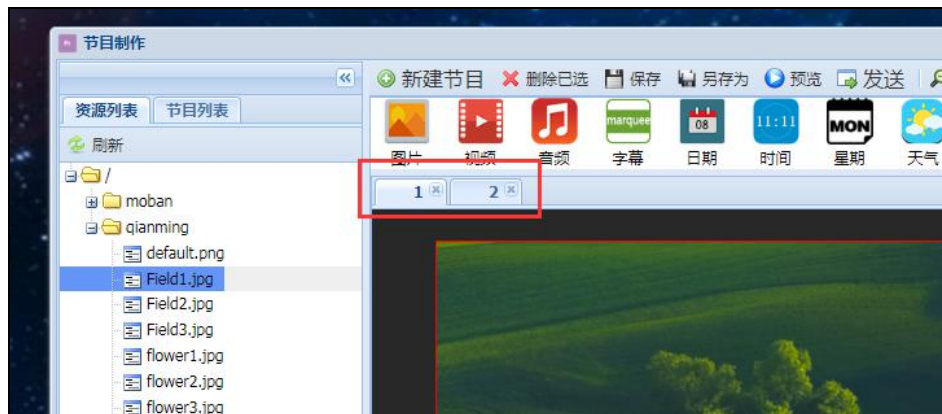 节目制作
新建节目 删除已选 保存 另存为 预览 发送
资源列表 节目列表
marquee 08 11:11 MON
刷新
图片 视频 音频 字幕 日期 时间 星期 天气
/
1 2
moban
qianming
default.png
Field1.jpg
Field2.jpg
Field3.jpg
flower1.jpg
flower2.jpg
flower3.jpg